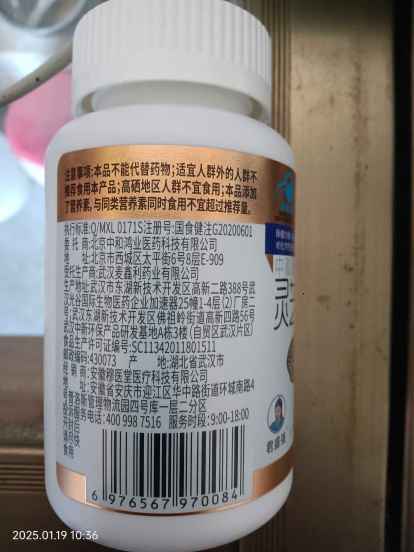 注意事项:本品不能代替药物;适宜人群外的人群不
推荐食用本产品;高硒地区人群不宜食用;本品添加
了营养素,与同类营养素同时食用不宜超过推荐量。
执行标准:Q/MXL 0171S 注册号:国食健注G20200601
委托商:北京中和鸿业医药科技有限公司
地址:北京市西城区太平街6号8层E-909
受托生产商:武汉麦鑫利药业有限公司
生产地址:武汉市东湖新技术开发区高新二路388号武
汉光谷国际生物医药企业加速器25幢1-4层(2)厂房二
武汉东湖新技术开发区佛祖岭街道高新四路56号
中新环保产品研发基地A栋3楼(自贸区武汉片区)
食品生产许可证编号:SC11342011801511
邮政编码:430073 产地:湖北省武汉市
经销商:安徽穆医堂医疗科技有限公司
地址:安徽省安庆市迎江区华中路街道环城南路4
号新管理物流园四号库一层二分区
服务电话:400 998 7516 服务时段:9:00-18:00
6 976567 970084
灵
2025.01.19 10:36